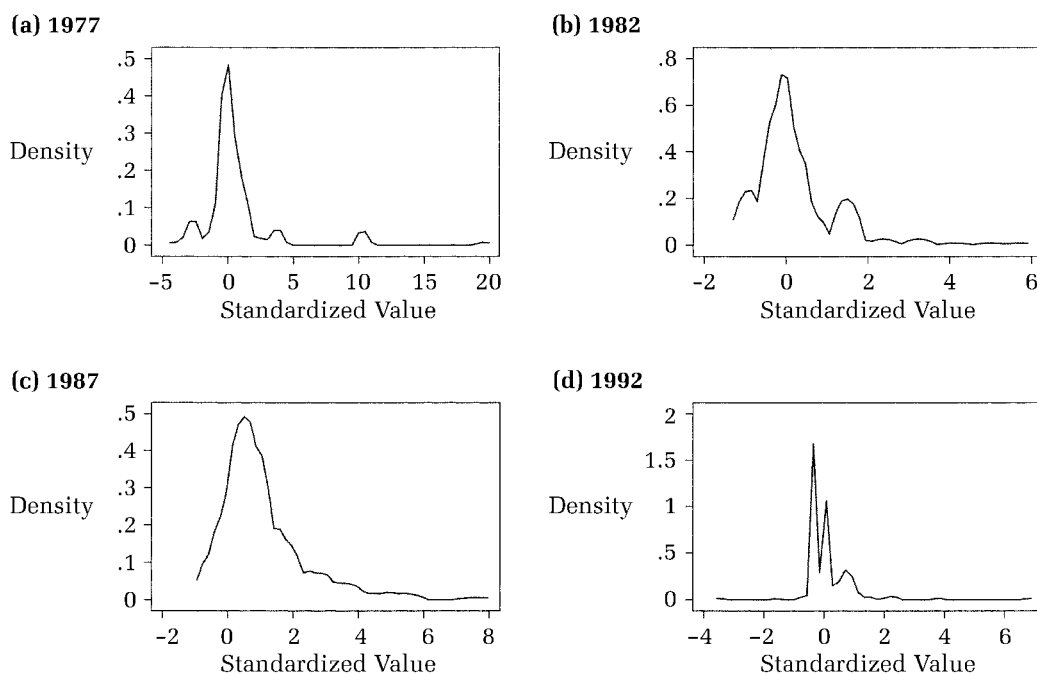 (a) 1977
.5
.4
.3
Density
.2
.1
0
-5 0 5 10 15 20
Standardized Value
(b) 1982
.8
.6
Density
.4
.2
0
-2 0 2 4 6
Standardized Value
(c) 1987
.5
.4
.3
Density
.2
.1
0
-2 0 2 4 6 8
Standardized Value
(d) 1992
2
1.5
Density
1
.5
0
-4 -2 0 2 4 6
Standardized Value